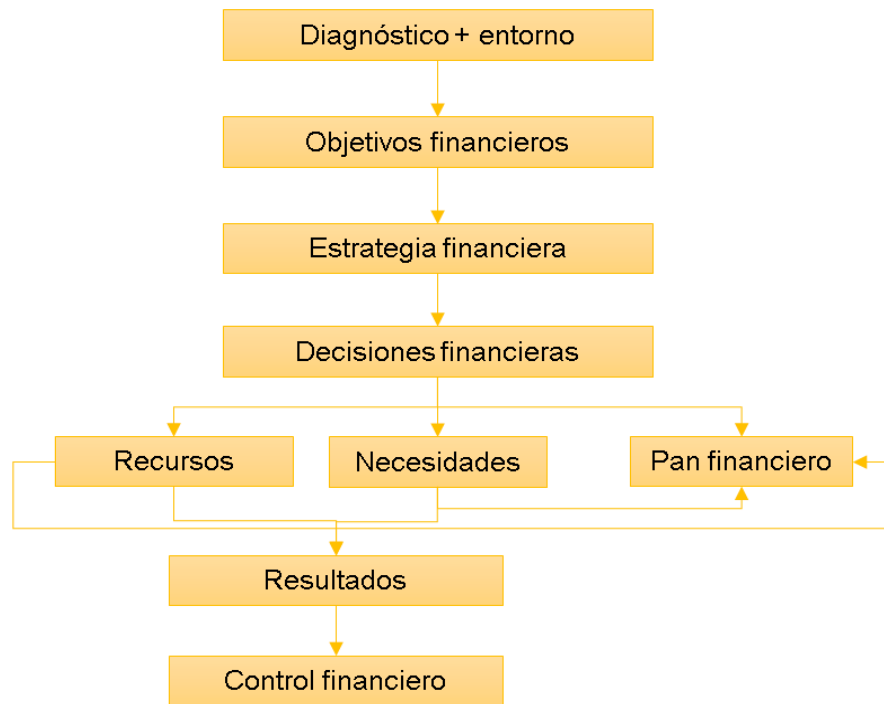 Diagnóstico + entorno
Objetivos financieros
Estrategia financiera
Decisiones financieras
Recursos
Necesidades
Pan financiero
Resultados
Control financiero